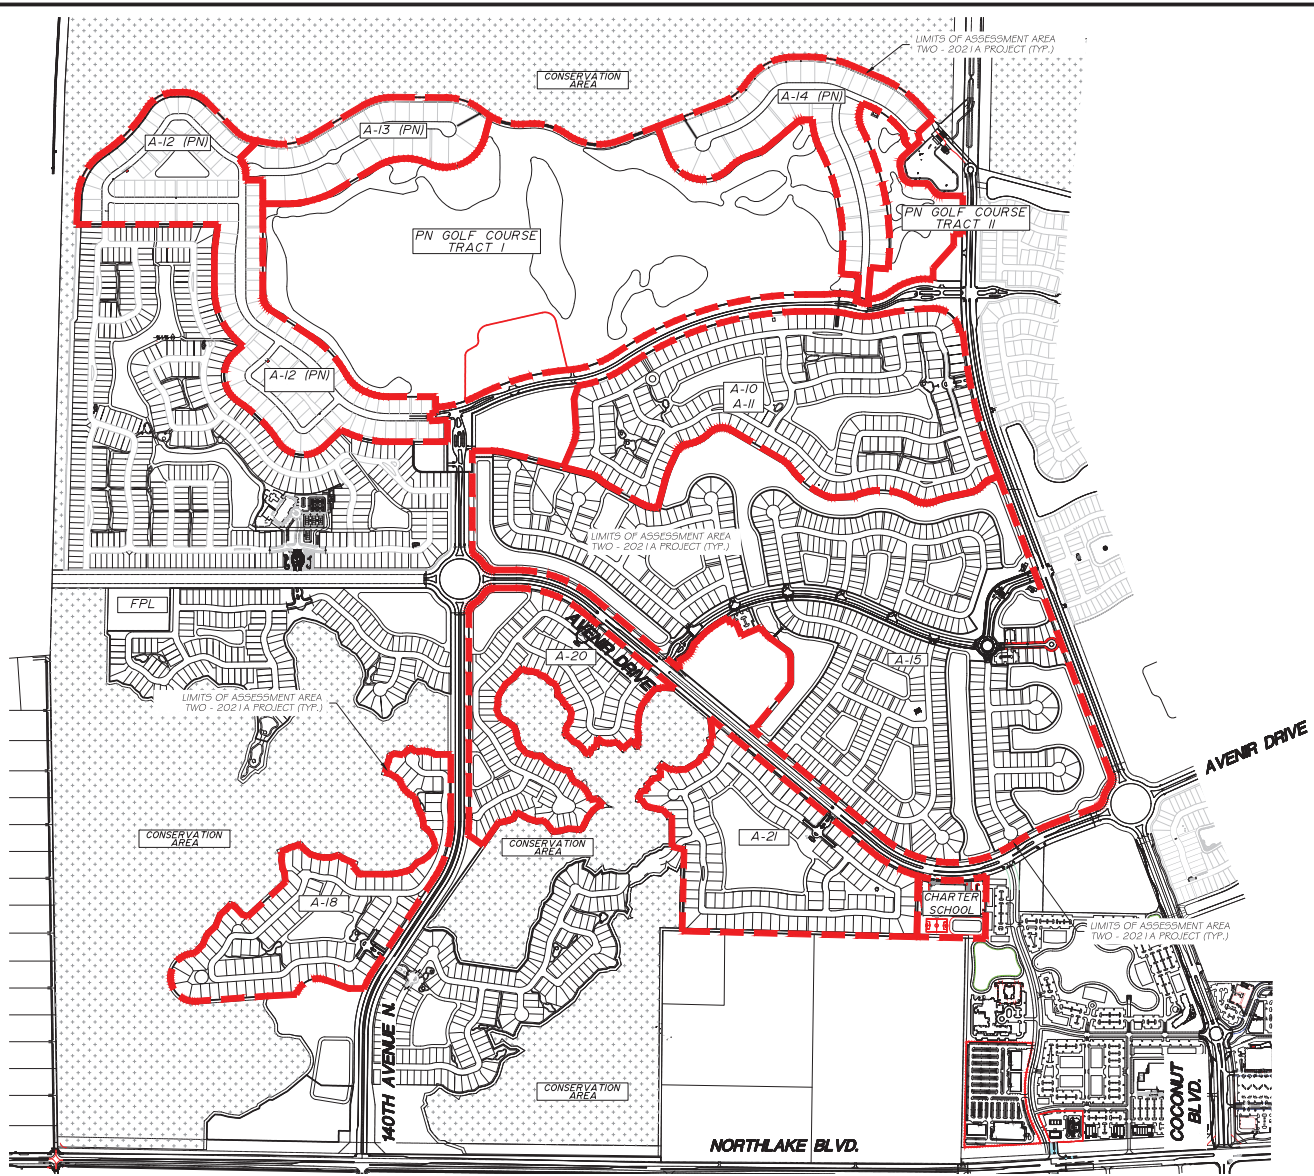 LIMITS OF ASSESSMENT AREA
TWO - 2021A PROJECT (TYP.)
CONSERVATION
AREA
A-14 (PN)
A-13 (PN)
A-12 (PN)
PN GOLF COURSE
TRACT II
PN GOLF COURSE
TRACT I
A-12 (PN)
A-10
A-11
LIMITS OF ASSESSMENT AREA
TWO - 2021A PROJECT (TYP.)
FPL
AVENIR DRIVE
A-20
A-15
LIMITS OF ASSESSMENT AREA
TWO - 2021A PROJECT (TYP.)
AVENIR DRIVE
CONSERVATION
AREA
CONSERVATION
AREA
A-21
A-18
CHARTER
SCHOOL
LIMITS OF ASSESSMENT AREA
TWO - 2021A PROJECT (TYP.)
140TH AVENUE N.
CONSERVATION
AREA
COCONUT
BLVD.
NORTHLAKE BLVD.